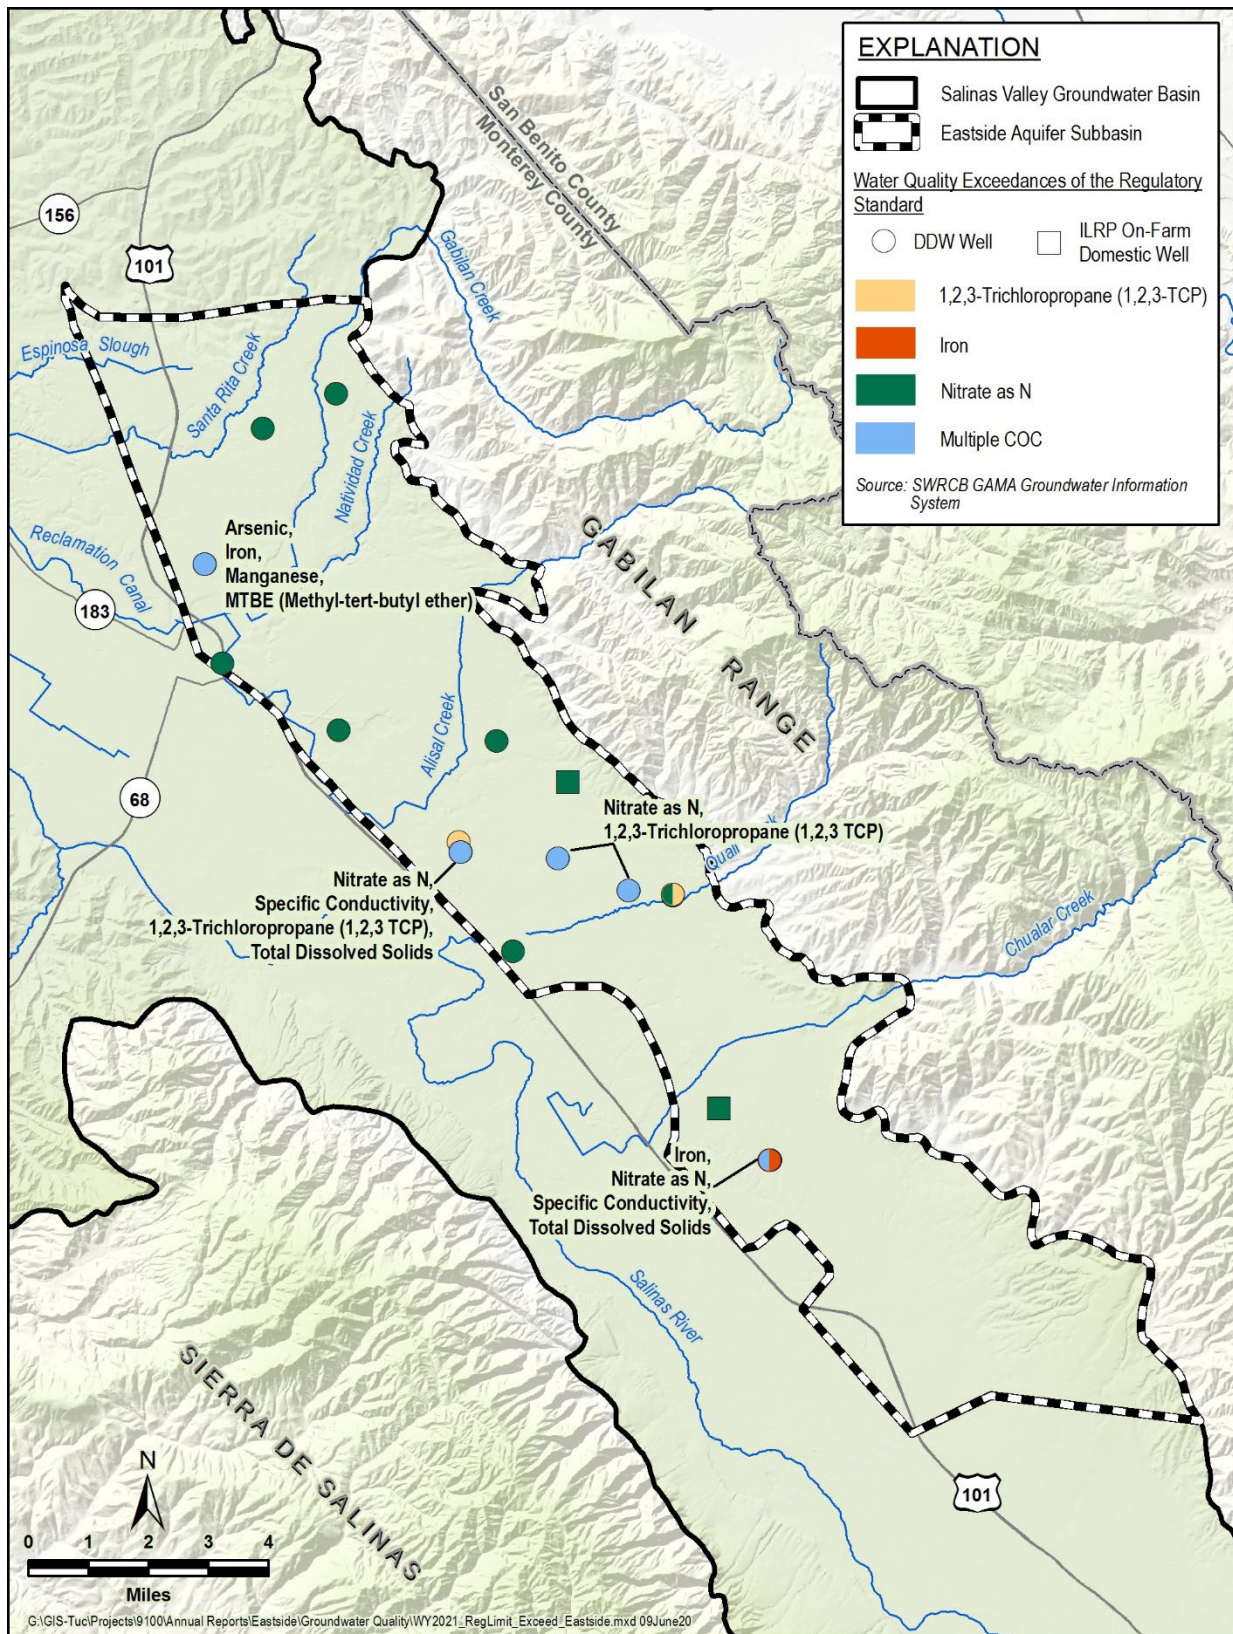 EXPLANATION
Salinas Valley Groundwater Basin
Eastside Aquifer Subbasin
Water Quality Exceedances of the Regulatory
Standard
DDW Well
ILRP On-Farm
Domestic Well
1,2,3-Trichloropropane (1,2,3-TCP)
Iron
Nitrate as N
Multiple COC
Source: SWRCB GAMA Groundwater Information
System
San Benito County
Monterey County
156
101
Gabilan Creek
Espinosa Slough
Santa Rita Creek
Natividad Creek
Reclamation Canal
183
Arsenic,
Iron,
Manganese,
MTBE (Methyl-tert-butyl ether)
GABILAN RANGE
Alisal Creek
68
Nitrate as N,
1,2,3-Trichloropropane (1,2,3 TCP)
Quail
Nitrate as N,
Specific Conductivity,
1,2,3-Trichloropropane (1,2,3 TCP),
Total Dissolved Solids
Chualar Creek
Iron,
Nitrate as N,
Specific Conductivity,
Total Dissolved Solids
Salinas River
SIERRA DE SALINAS
101
N
0 1 2 3 4
Miles
G:\GIS-Tuc\Projects\9100\Annual Reports\Eastside\Groundwater Quality\WY2021_RegLimit_Exceed_Eastside.mxd 09June20